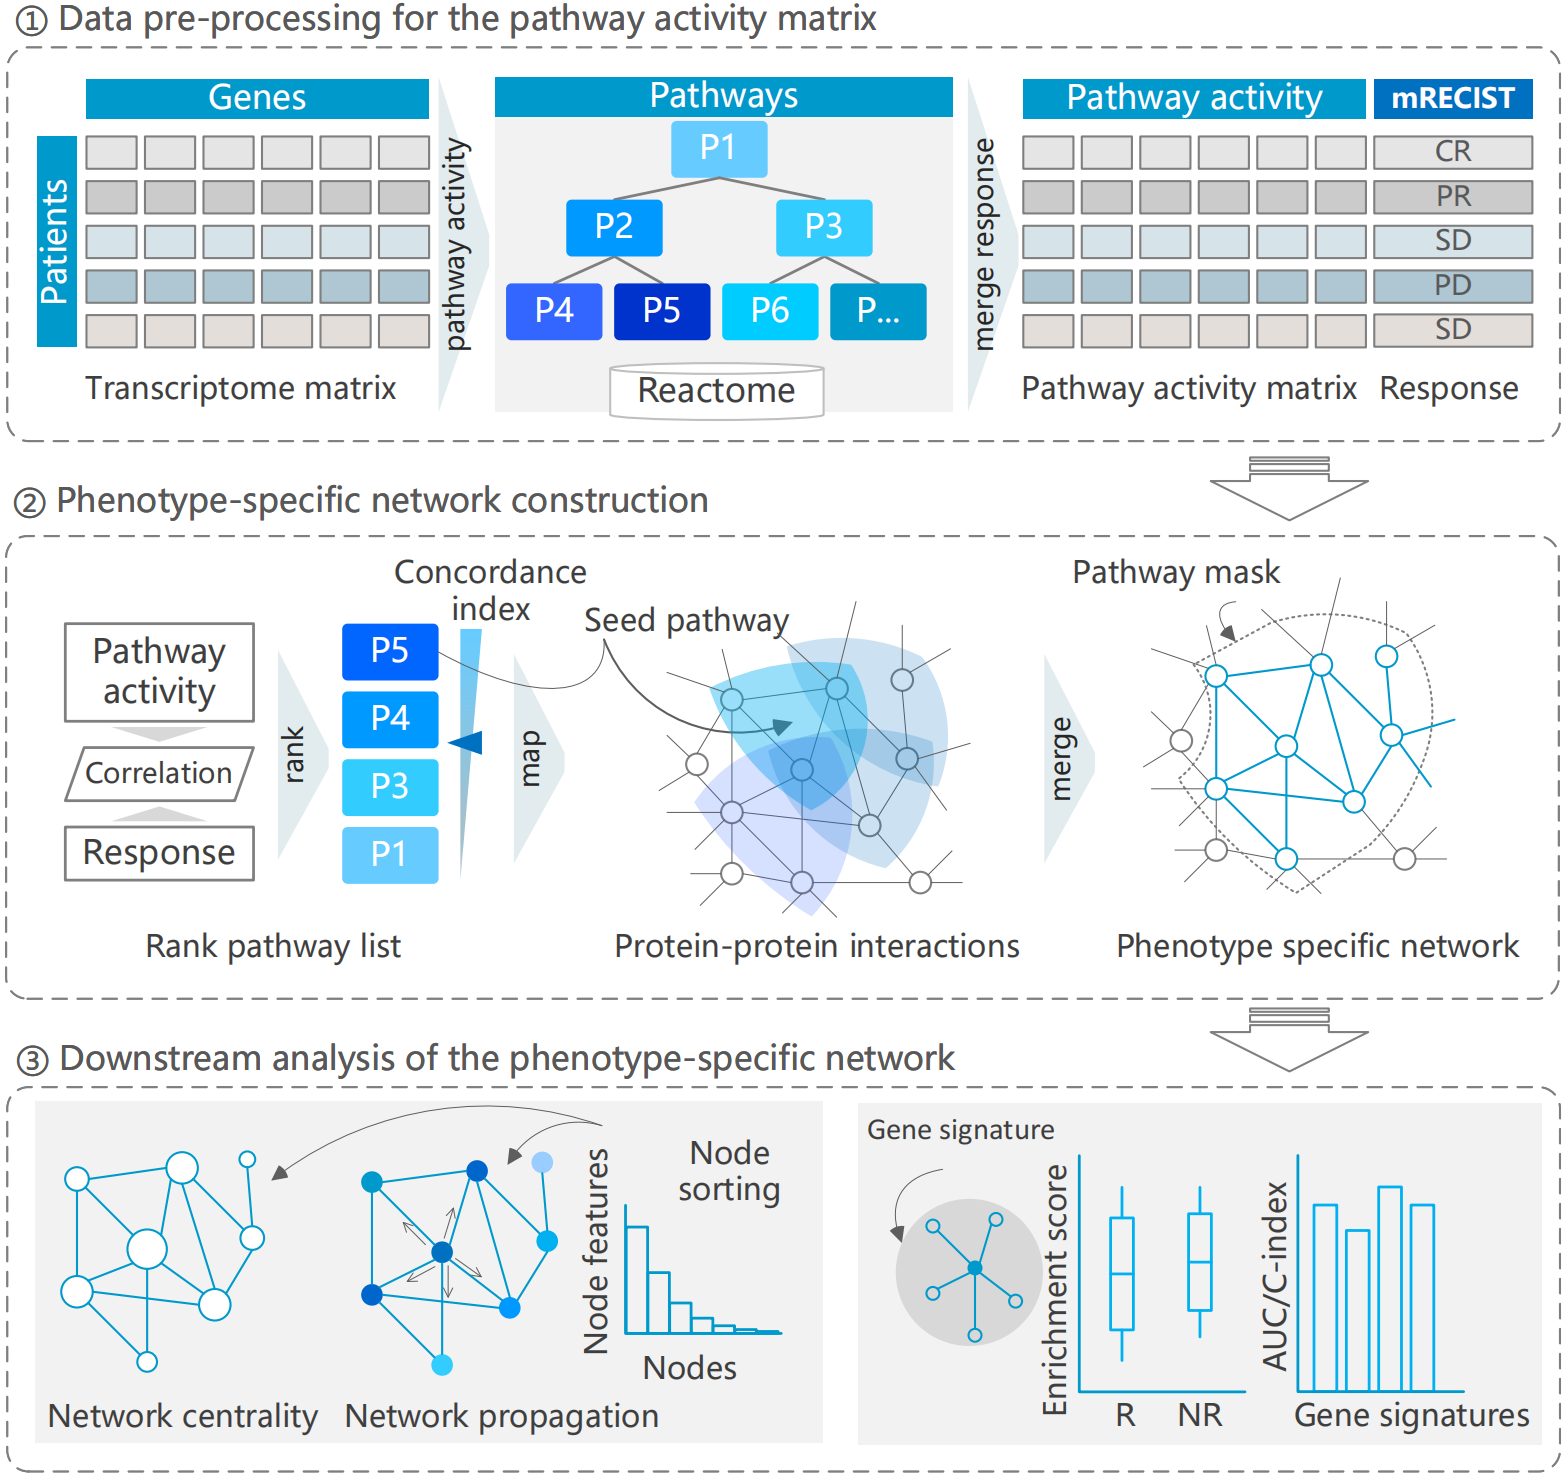 ① Data pre-processing for the pathway activity matrix
Genes
Patients
Transcriptome matrix
pathway activity
Pathways
P1
P2
P3
P4
P5
P6
P...
Reactome
merge response
Pathway activity
mRECIST
CR
PR
SD
PD
SD
Pathway activity matrix
Response
② Phenotype-specific network construction
Pathway
activity
Correlation
Response
rank
P5
P4
P3
P1
Concordance
index
Rank pathway list
map
Seed pathway
Protein-protein interactions
merge
Pathway mask
Phenotype specific network
③ Downstream analysis of the phenotype-specific network
Network centrality
Network propagation
Node features
Node
sorting
Nodes
Gene signature
Enrichment score
R
NR
AUC/C-index
Gene signatures